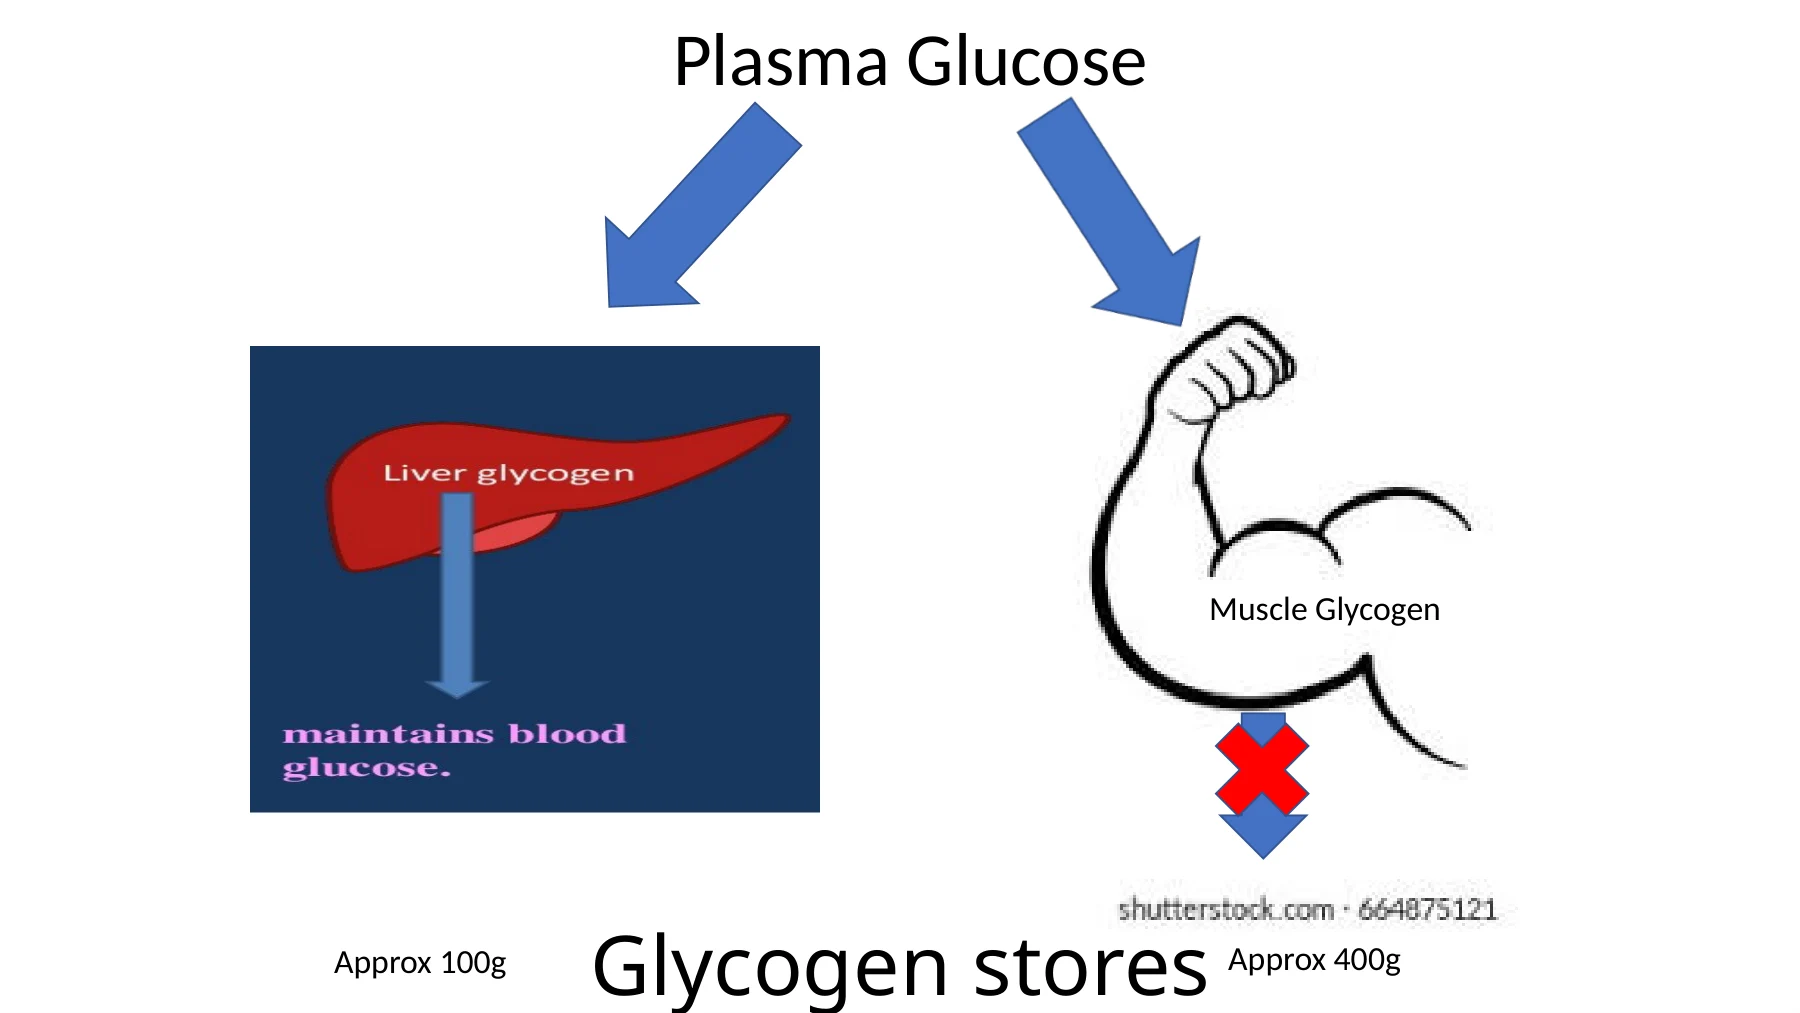 Plasma Glucose
Liver glycogen
maintains blood
glucose.
Muscle Glycogen
shutterstock.com · 664875121
Approx 100g
Glycogen stores
Approx 400g